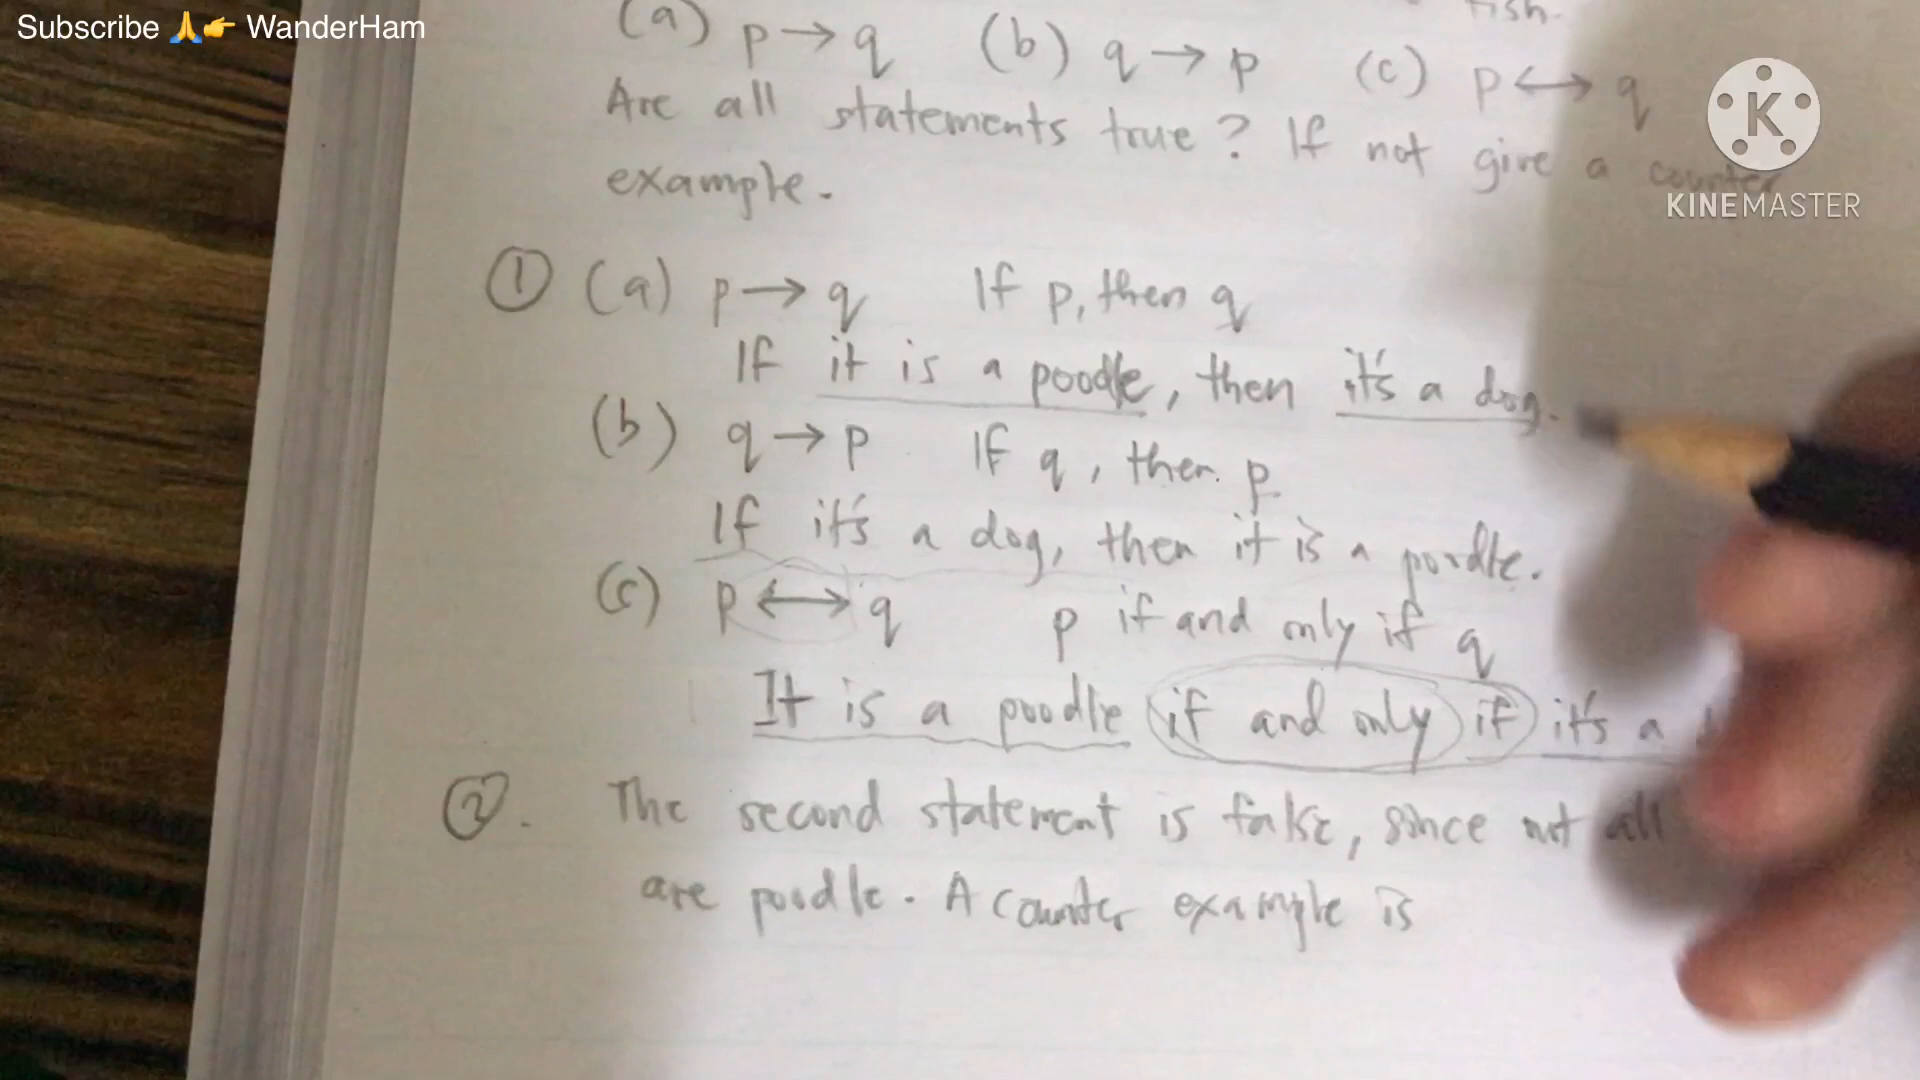 Subscribe 🙏👉 WanderHam
fish.
(a) p → q (b) q → p (c) p ↔ q
Are all statements true? If not give a counter
example.
K
KINEMASTER
① (a) p → q If p, then q
If it is a poodle, then it's a dog.
(b) q → p If q, then p
If it's a dog, then it is a poodle.
(c) p ↔ q p if and only if q
It is a poodle if and only if it's a
②. The second statement is false, since not all
are poodle. A counter example is